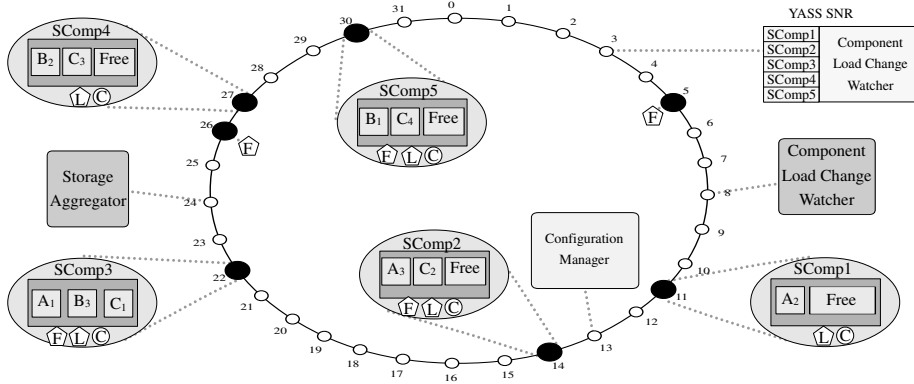 YASS SNR
SComp1
SComp2
SComp3
SComp4
SComp5
Component
Load Change
Watcher
SComp4
B2 C3 Free
L C
SComp5
B1 C4 Free
F L C
F
F
Storage
Aggregator
Component
Load Change
Watcher
Configuration
Manager
SComp2
A3 C2 Free
F L C
SComp3
A1 B3 C1
F L C
SComp1
A2 Free
L C
0
1
2
3
4
5
6
7
8
9
10
11
12
13
14
15
16
17
18
19
20
21
22
23
24
25
26
27
28
29
30
31